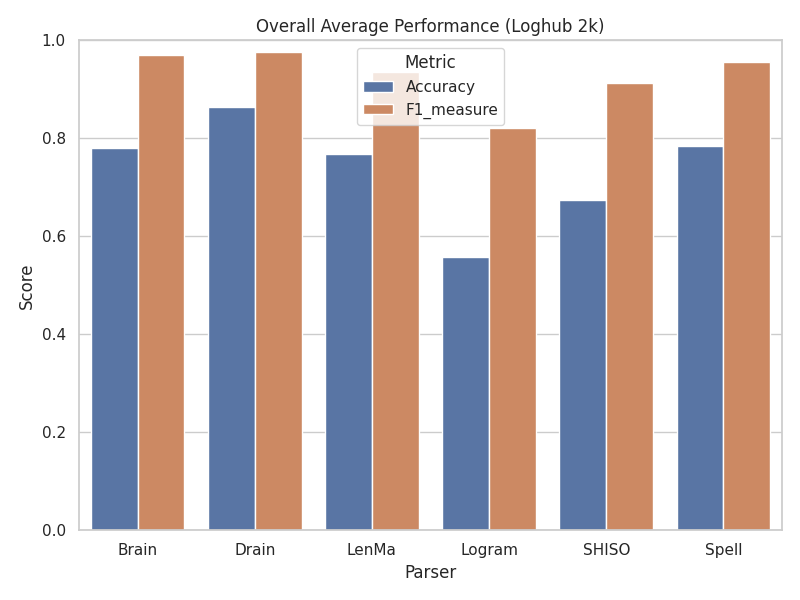 Overall Average Performance (Loghub 2k)
Metric
Accuracy
F1_measure
Score
1.0
0.8
0.6
0.4
0.2
0.0
Brain Drain LenMa Logram SHISO Spell
Parser